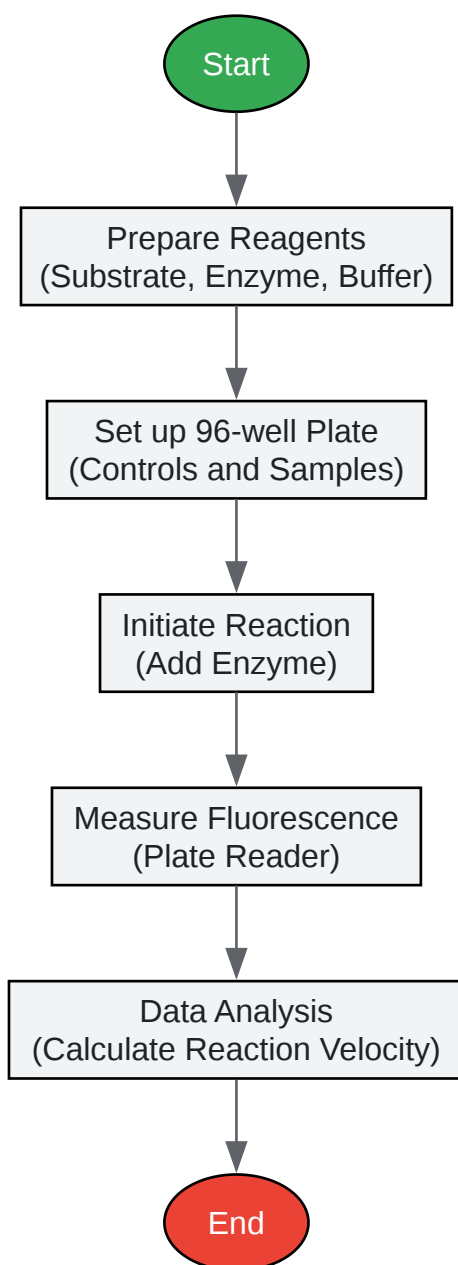 Start
Prepare Reagents
(Substrate, Enzyme, Buffer)
Set up 96-well Plate
(Controls and Samples)
Initiate Reaction
(Add Enzyme)
Measure Fluorescence
(Plate Reader)
Data Analysis
(Calculate Reaction Velocity)
End